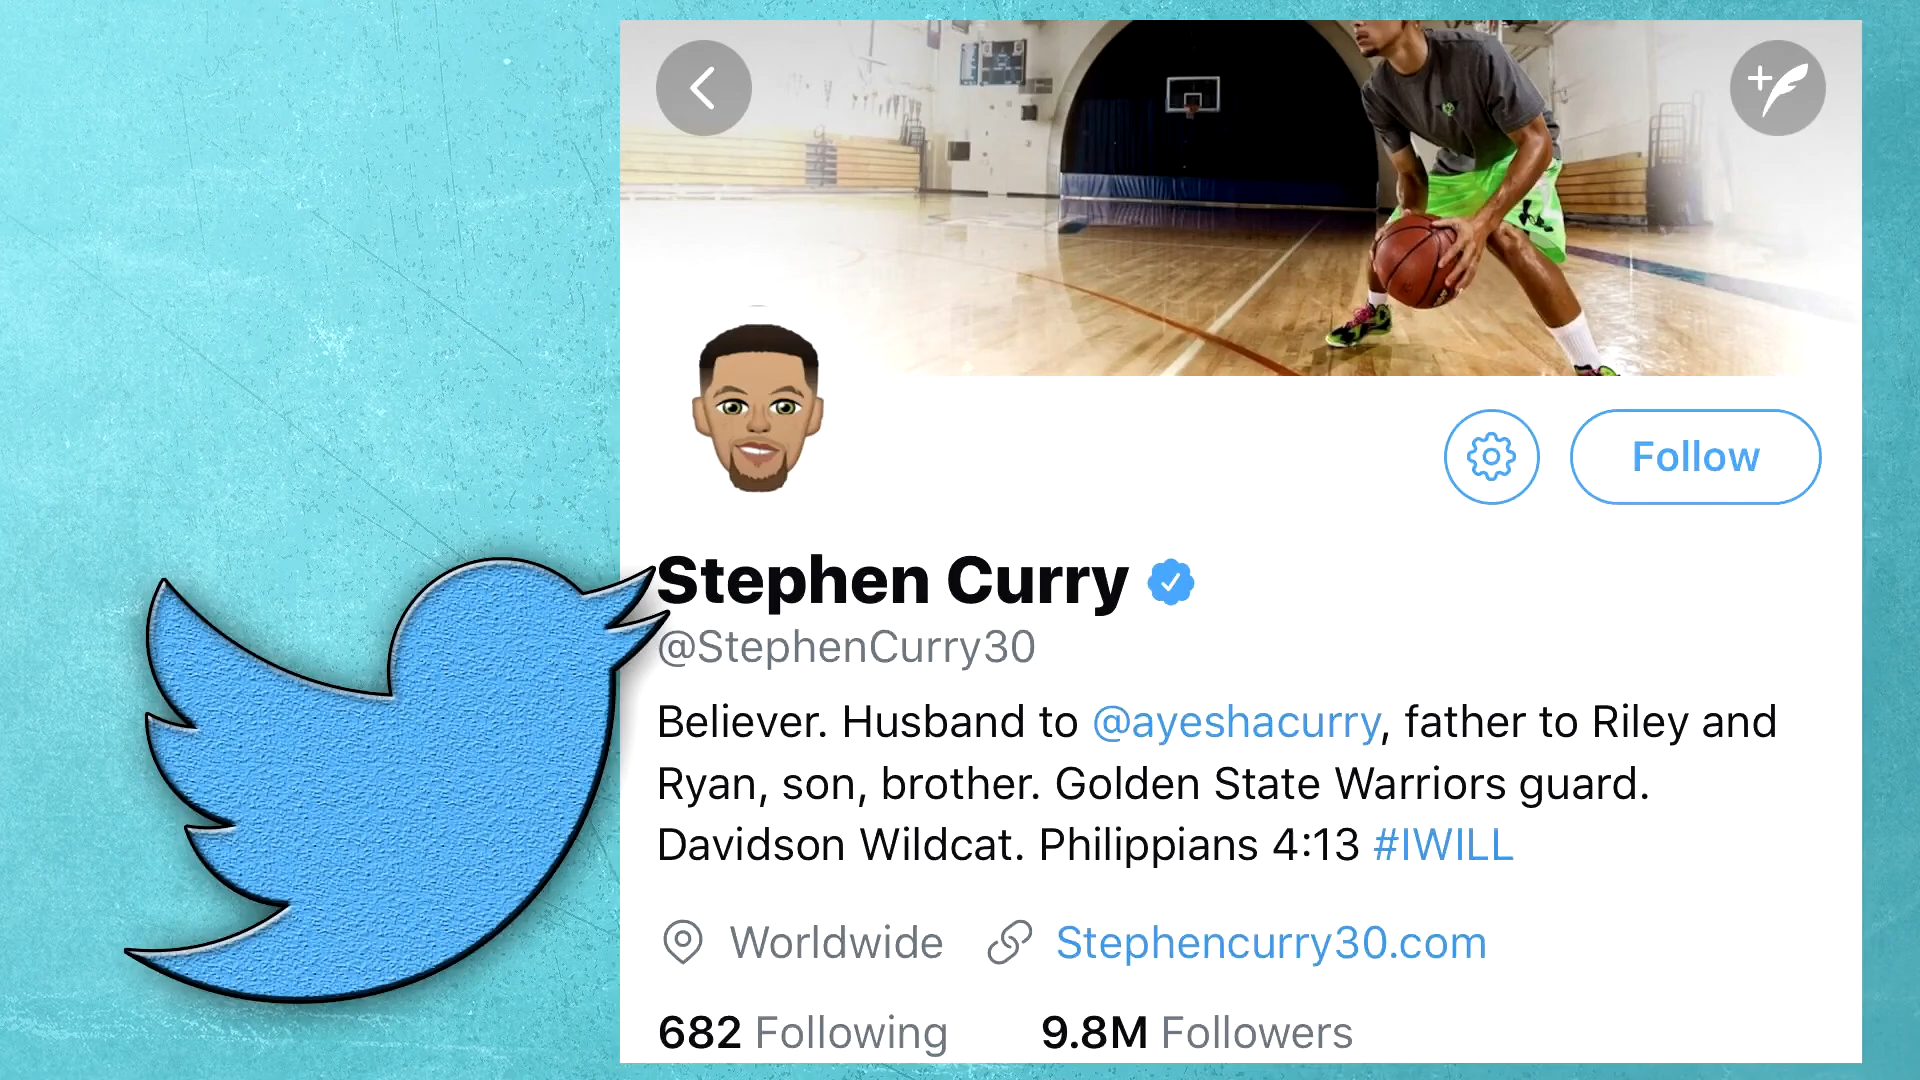 Follow
Stephen Curry
@StephenCurry30
Believer. Husband to @ayeshacurry, father to Riley and
Ryan, son, brother. Golden State Warriors guard.
Davidson Wildcat. Philippians 4:13 #IWILL
Worldwide Stephencurry30.com
682 Following 9.8M Followers